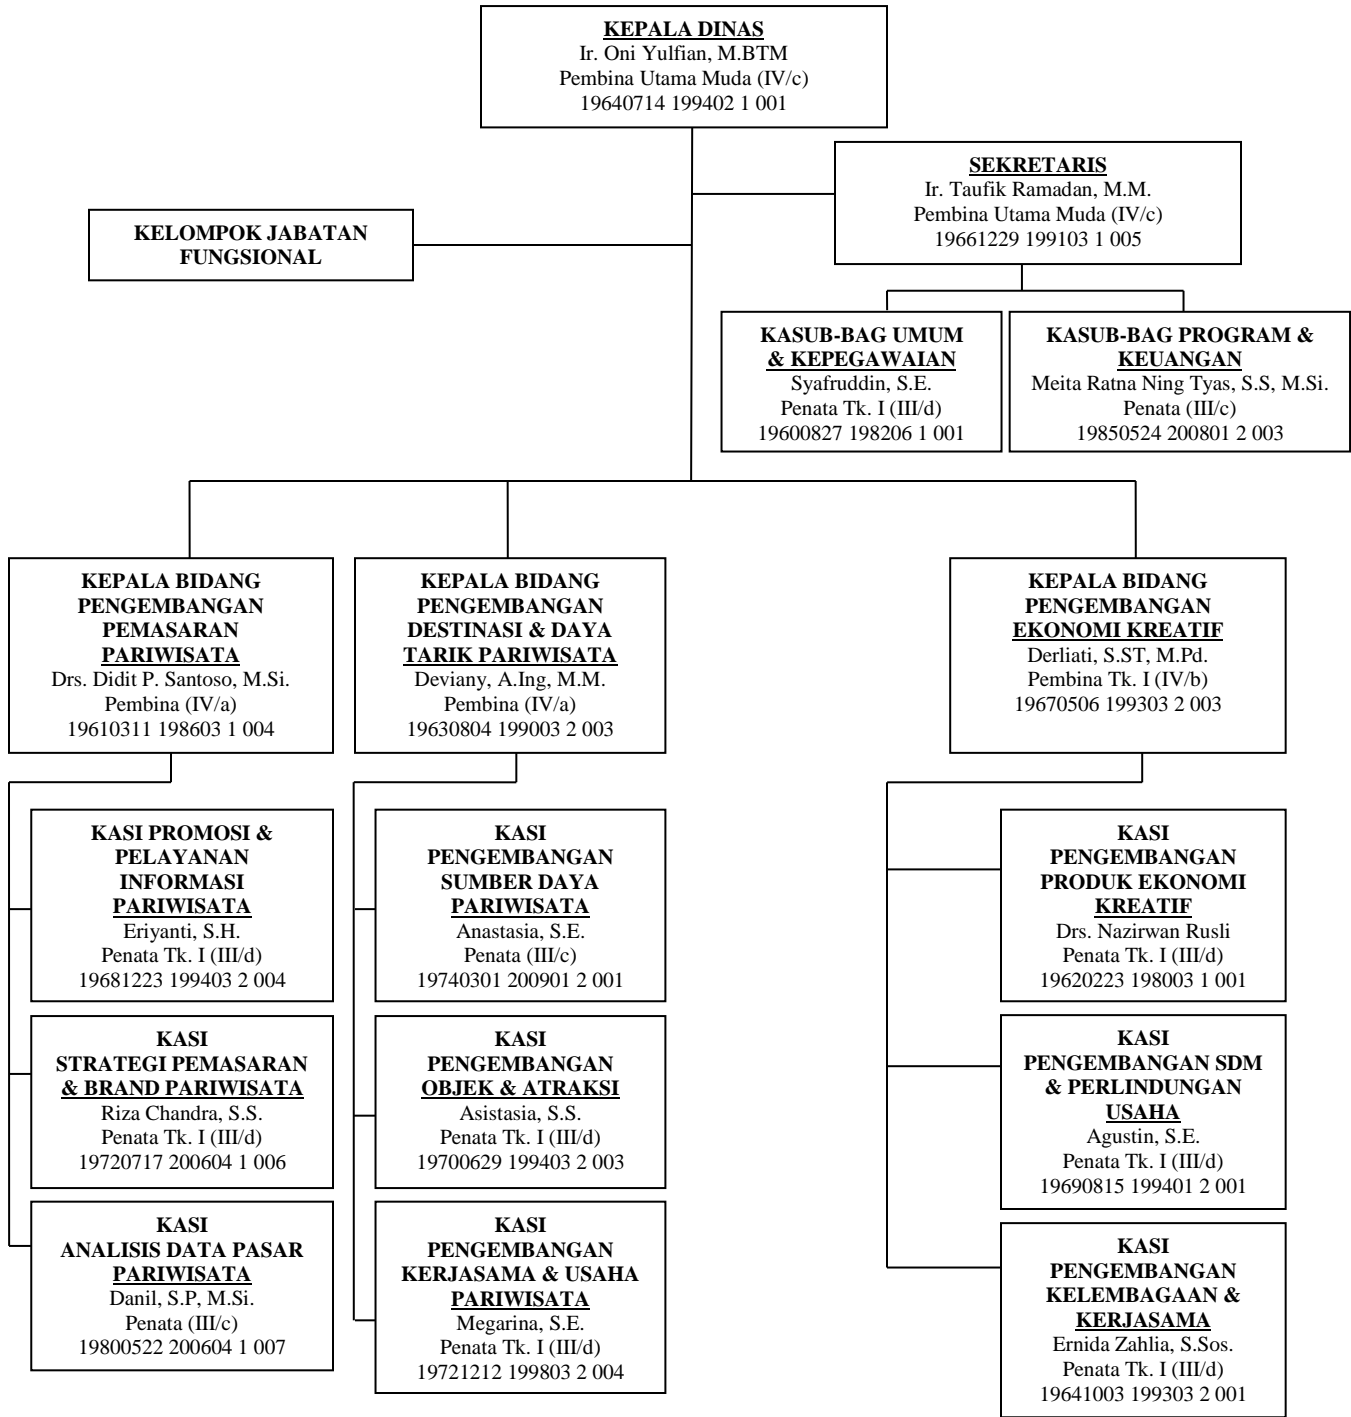 KEPALA DINAS
Ir. Oni Yulfian, M.BTM
Pembina Utama Muda (IV/c)
19640714 199402 1 001
SEKRETARIS
Ir. Taufik Ramadan, M.M.
Pembina Utama Muda (IV/c)
19661229 199103 1 005
KELOMPOK JABATAN
FUNGSIONAL
KASUB-BAG UMUM
& KEPEGAWAIAN
Syafruddin, S.E.
Penata Tk. I (III/d)
19600827 198206 1 001
KASUB-BAG PROGRAM &
KEUANGAN
Meita Ratna Ning Tyas, S.S, M.Si.
Penata (III/c)
19850524 200801 2 003
KEPALA BIDANG
PENGEMBANGAN
PEMASARAN
PARIWISATA
Drs. Didit P. Santoso, M.Si.
Pembina (IV/a)
19610311 198603 1 004
KEPALA BIDANG
PENGEMBANGAN
DESTINASI & DAYA
TARIK PARIWISATA
Deviany, A.Ing, M.M.
Pembina (IV/a)
19630804 199003 2 003
KEPALA BIDANG
PENGEMBANGAN
EKONOMI KREATIF
Derliati, S.ST, M.Pd.
Pembina Tk. I (IV/b)
19670506 199303 2 003
KASI PROMOSI &
PELAYANAN
INFORMASI
PARIWISATA
Eriyanti, S.H.
Penata Tk. I (III/d)
19681223 199403 2 004
KASI
STRATEGI PEMASARAN
& BRAND PARIWISATA
Riza Chandra, S.S.
Penata Tk. I (III/d)
19720717 200604 1 006
KASI
ANALISIS DATA PASAR
PARIWISATA
Danil, S.P, M.Si.
Penata (III/c)
19800522 200604 1 007
KASI
PENGEMBANGAN
SUMBER DAYA
PARIWISATA
Anastasia, S.E.
Penata (III/c)
19740301 200901 2 001
KASI
PENGEMBANGAN
OBJEK & ATRAKSI
Asistasia, S.S.
Penata Tk. I (III/d)
19700629 199403 2 003
KASI
PENGEMBANGAN
KERJASAMA & USAHA
PARIWISATA
Megarina, S.E.
Penata Tk. I (III/d)
19721212 199803 2 004
KASI
PENGEMBANGAN
PRODUK EKONOMI
KREATIF
Drs. Nazirwan Rusli
Penata Tk. I (III/d)
19620223 198003 1 001
KASI
PENGEMBANGAN SDM
& PERLINDUNGAN
USAHA
Agustin, S.E.
Penata Tk. I (III/d)
19690815 199401 2 001
KASI
PENGEMBANGAN
KELEMBAGAAN &
KERJASAMA
Ernida Zahlia, S.Sos.
Penata Tk. I (III/d)
19641003 199303 2 001